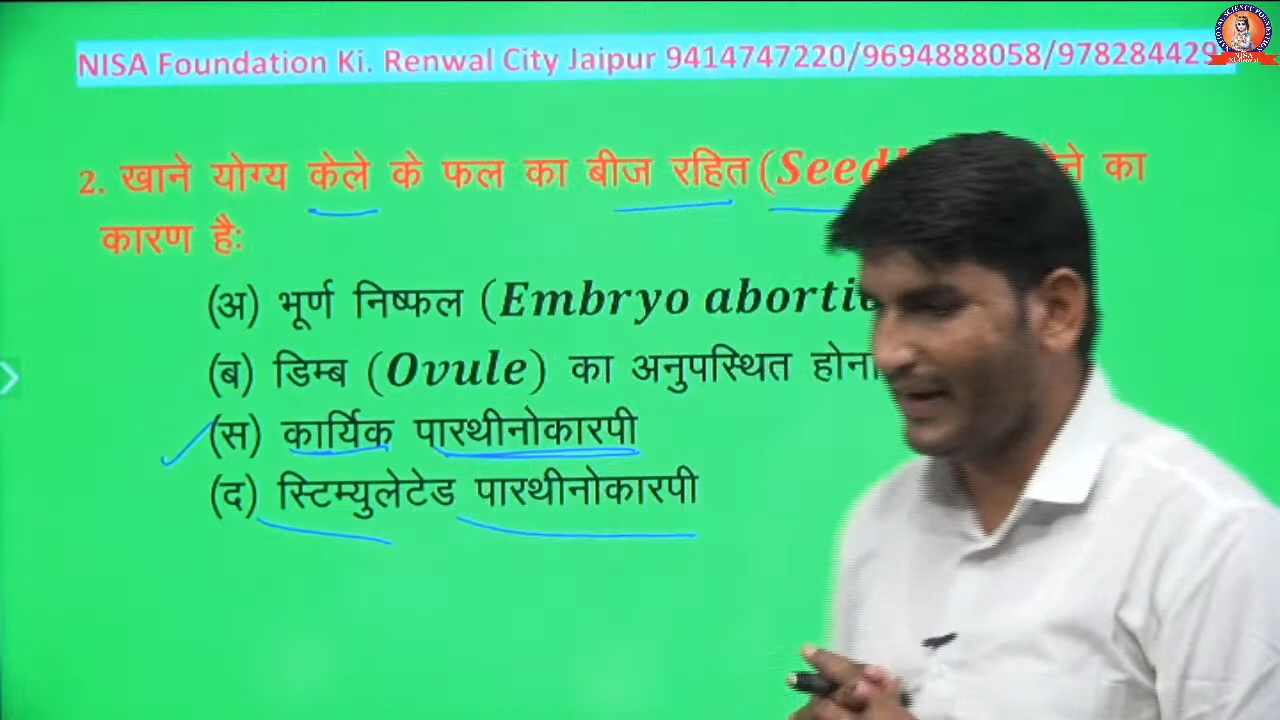 NISA Foundation Ki. Renwal City Jaipur 9414747220/9694888058/978284429
2. खाने योग्य केले के फल का बीज रहित (Seed का
कारण हैः
(अ) भूर्ण निष्फल (Embryo aborti
(ब) डिम्ब (Ovule) का अनुपस्थित होना
(स) कार्यिक पारथीनोकारपी
(द) स्टिम्युलेटेड पारथीनोकारपी